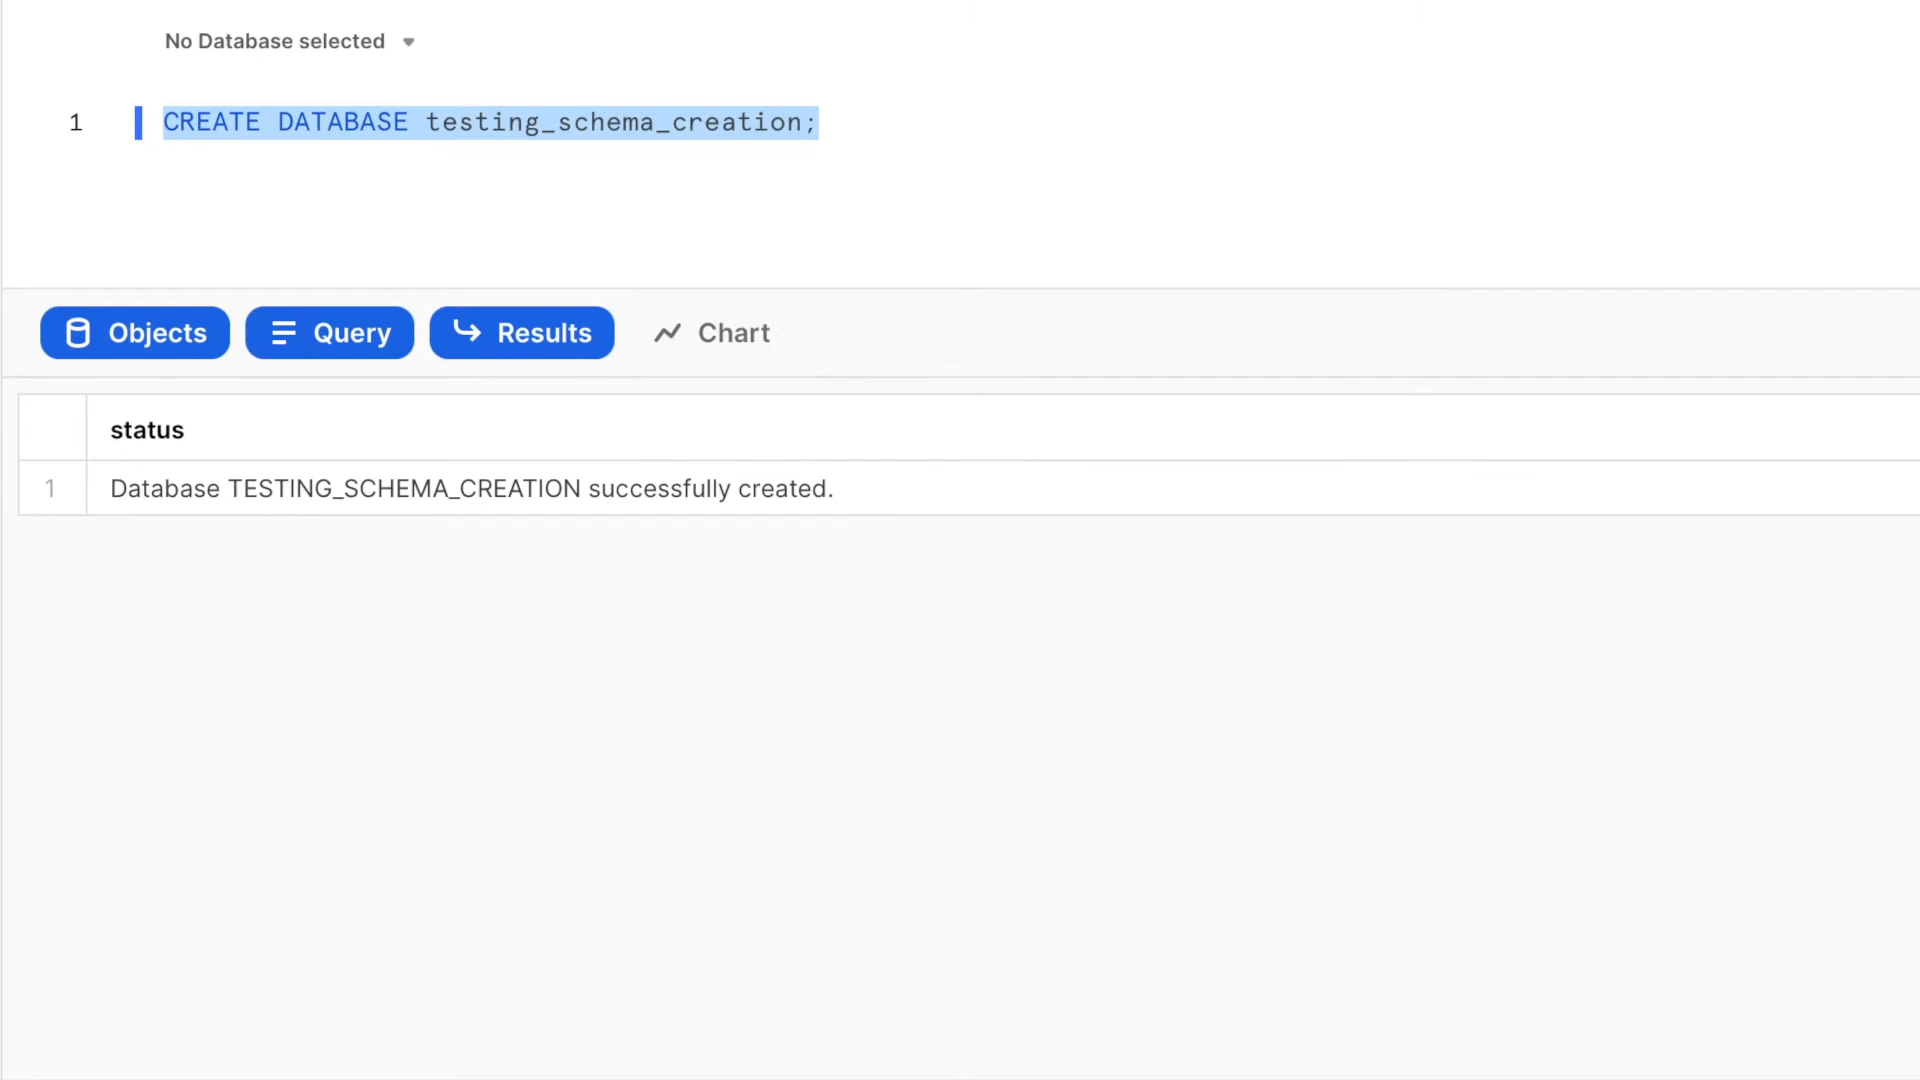 No Database selected
1 CREATE DATABASE testing_schema_creation;
Objects Query Results Chart
status
1 Database TESTING_SCHEMA_CREATION successfully created.